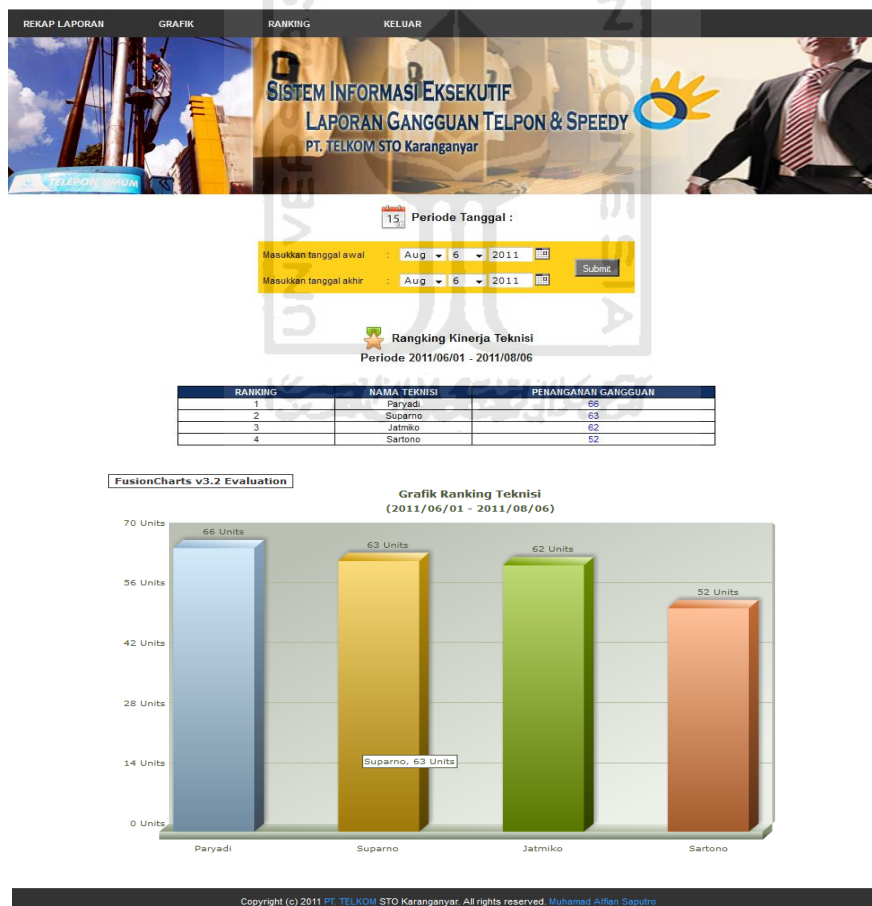 REKAP LAPORAN GRAFIK RANKING KELUAR
SISTEM INFORMASI EKSEKUTIF
LAPORAN GANGGUAN TELPON & SPEEDY
PT. TELKOM STO Karanganyar
TELEPON UMUM
15 Periode Tanggal :
Masukkan tanggal awal : Aug 6 2011
Submit
Masukkan tanggal akhir : Aug 6 2011
Rangking Kinerja Teknisi
Periode 2011/06/01 - 2011/08/06
RANKING NAMA TEKNISI PENANGANAN GANGGUAN
1 Paryadi 66
2 Suparno 63
3 Jatmiko 62
4 Sartono 52
FusionCharts v3.2 Evaluation
Grafik Ranking Teknisi
(2011/06/01 - 2011/08/06)
70 Units
66 Units
63 Units
62 Units
56 Units
52 Units
42 Units
28 Units
14 Units
Suparno, 63 Units
0 Units
Paryadi Suparno Jatmiko Sartono
Copyright (c) 2011 PT. TELKOM STO Karanganyar. All rights reserved. Muhamad Alfian Saputro